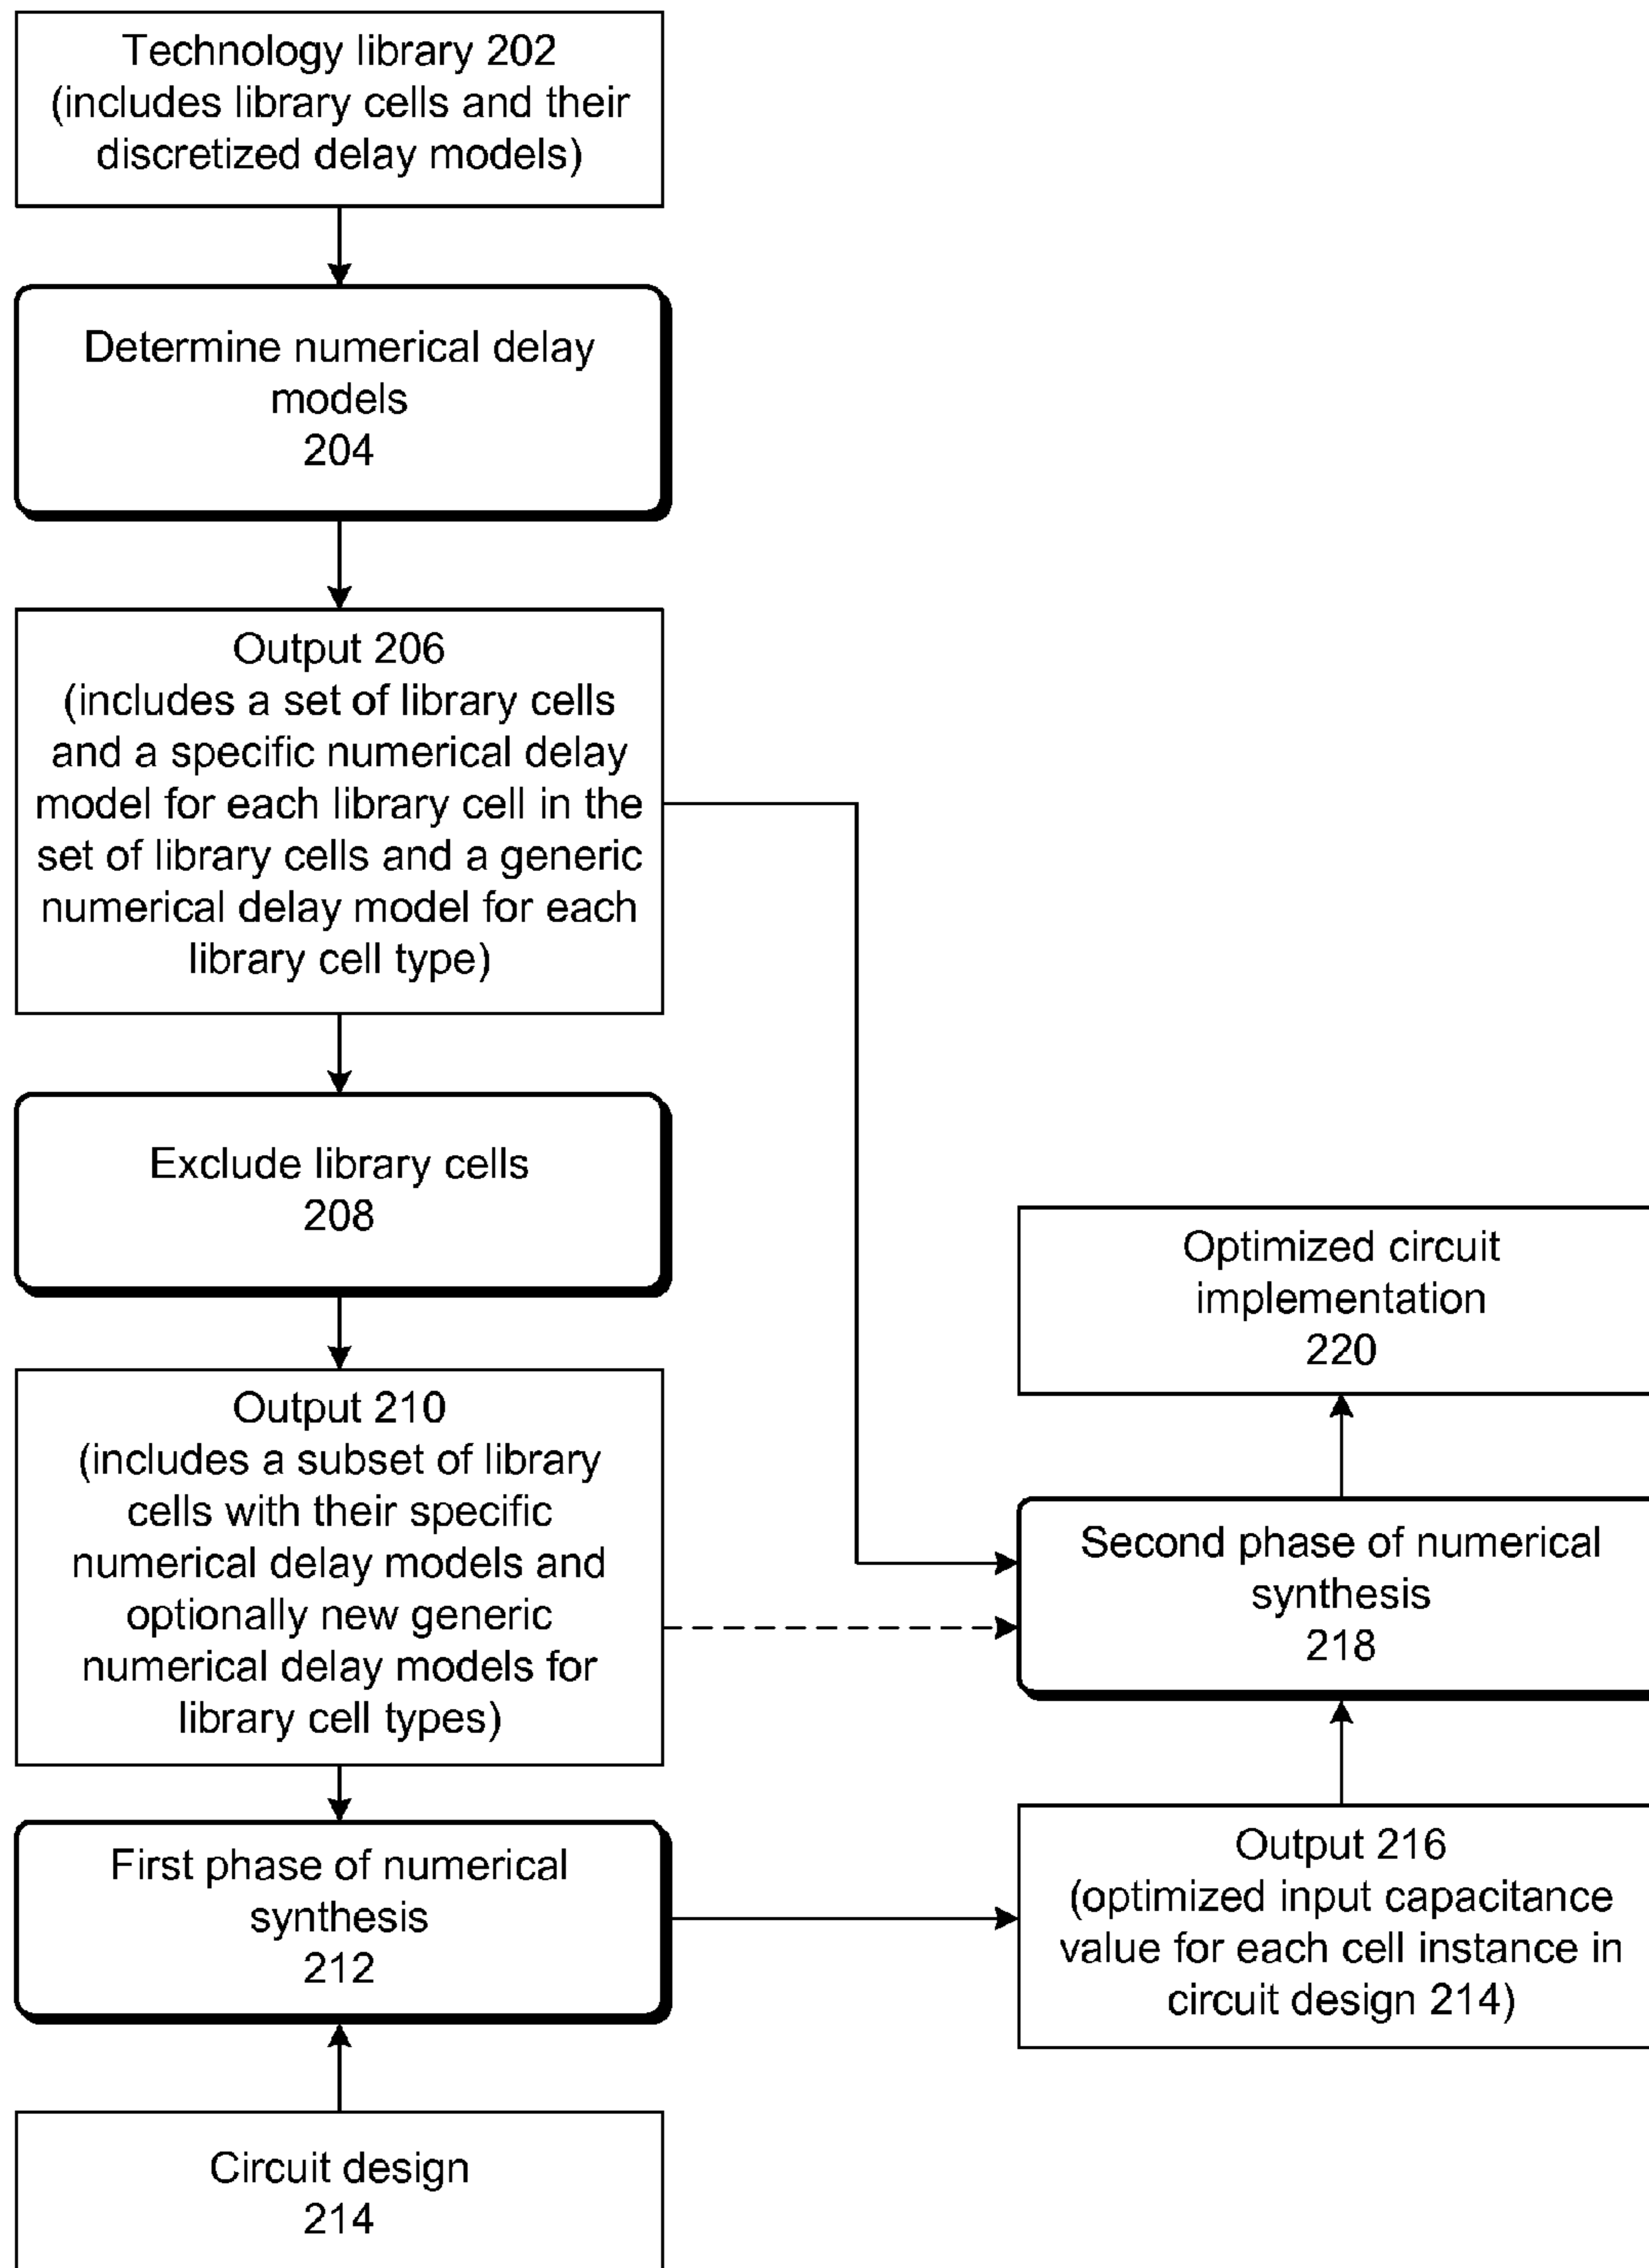 Technology library 202
(includes library cells and their
discretized delay models)
Determine numerical delay
models
204
Output 206
(includes a set of library cells
and a specific numerical delay
model for each library cell in the
set of library cells and a generic
numerical delay model for each
library cell type)
Exclude library cells
208
Output 210
(includes a subset of library
cells with their specific
numerical delay models and
optionally new generic
numerical delay models for
library cell types)
First phase of numerical
synthesis
212
Circuit design
214
Optimized circuit
implementation
220
Second phase of numerical
synthesis
218
Output 216
(optimized input capacitance
value for each cell instance in
circuit design 214)